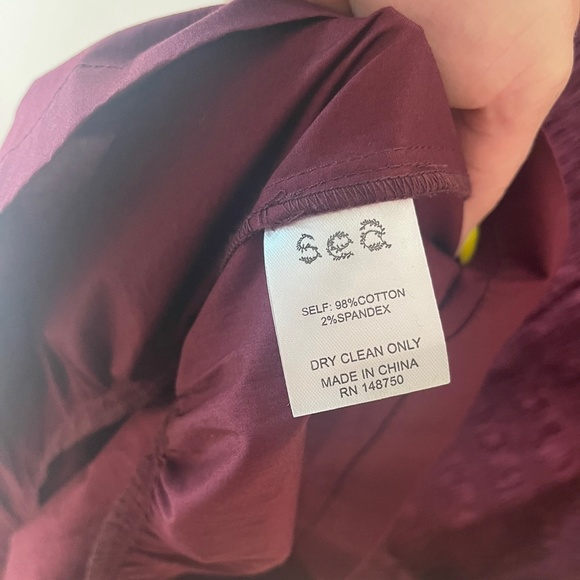 sea
SELF: 98%COTTON
2%SPANDEX
DRY CLEAN ONLY
MADE IN CHINA
RN 148750